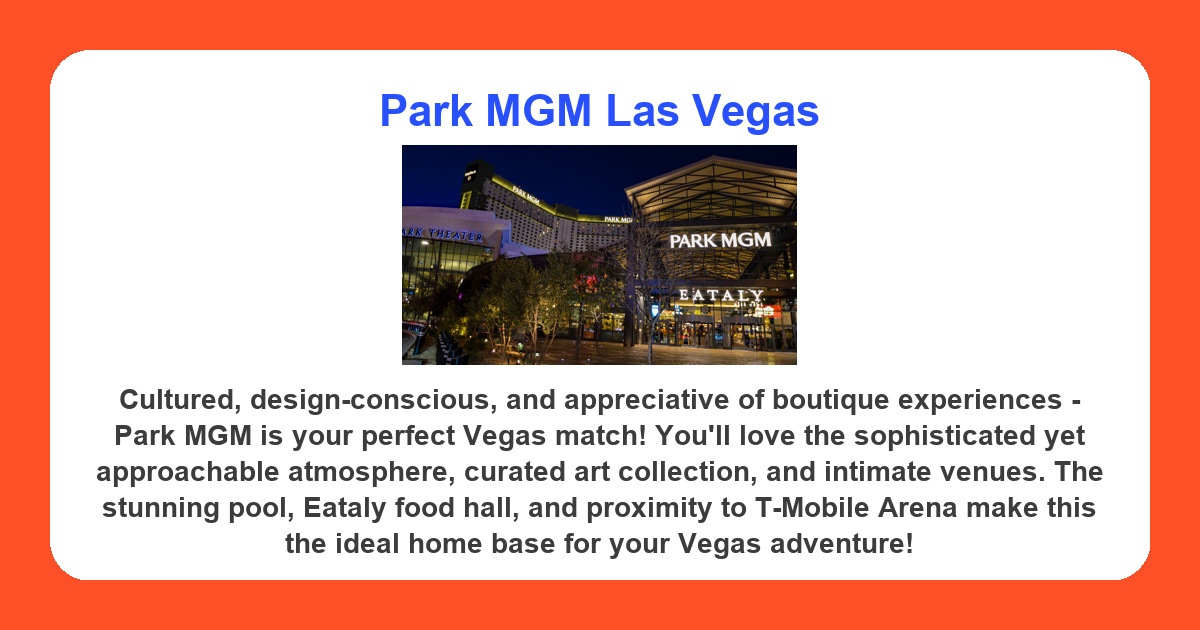 Park MGM Las Vegas
PARK MGM
PARK MGM
PARK THEATER
PARK MGM
EATALY
Cultured, design-conscious, and appreciative of boutique experiences -
Park MGM is your perfect Vegas match! You'll love the sophisticated yet
approachable atmosphere, curated art collection, and intimate venues. The
stunning pool, Eataly food hall, and proximity to T-Mobile Arena make this
the ideal home base for your Vegas adventure!